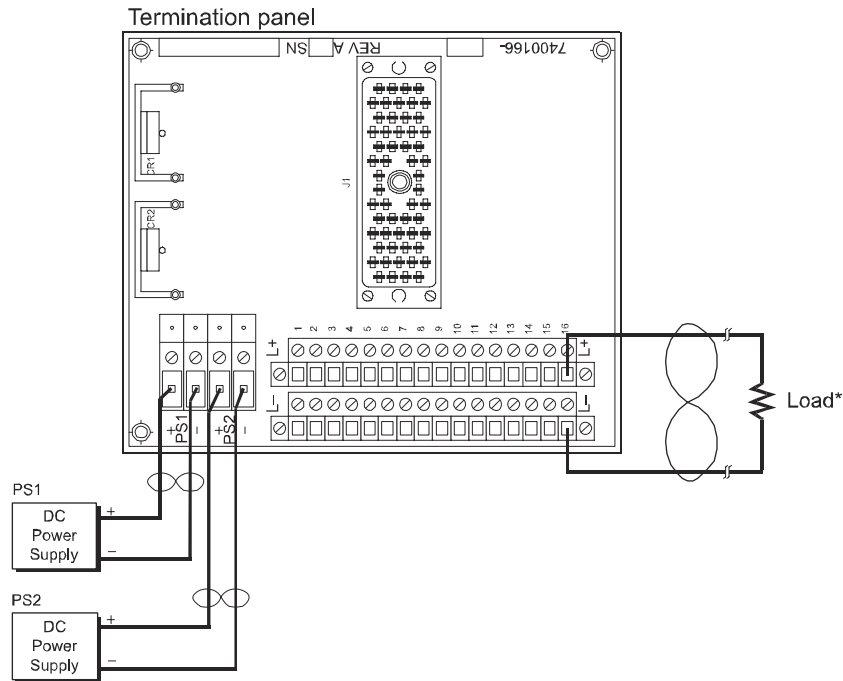 Termination panel
SN
REV A
7400166-
CR1
CR2
J1
1 2 3 4 5 6 7 8 9 10 11 12 13 14 15 16
L+ L+
L− L−
+ − + −
PS1 PS2
Load*
PS1
DC
Power
Supply
+
−
PS2
DC
Power
Supply
+
−